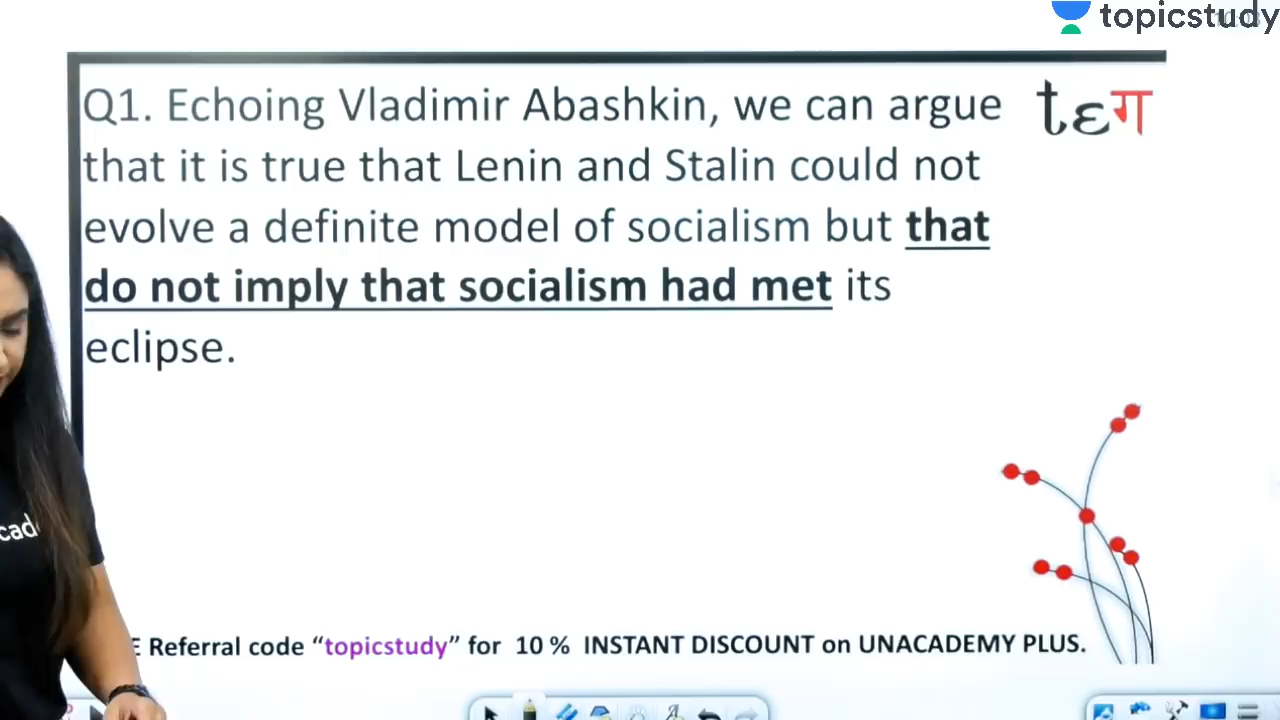 topicstudy
Q1. Echoing Vladimir Abashkin, we can argue
that it is true that Lenin and Stalin could not
evolve a definite model of socialism but that
do not imply that socialism had met its
eclipse.
tεग
cad
E Referral code “topicstudy” for 10 % INSTANT DISCOUNT on UNACADEMY PLUS.